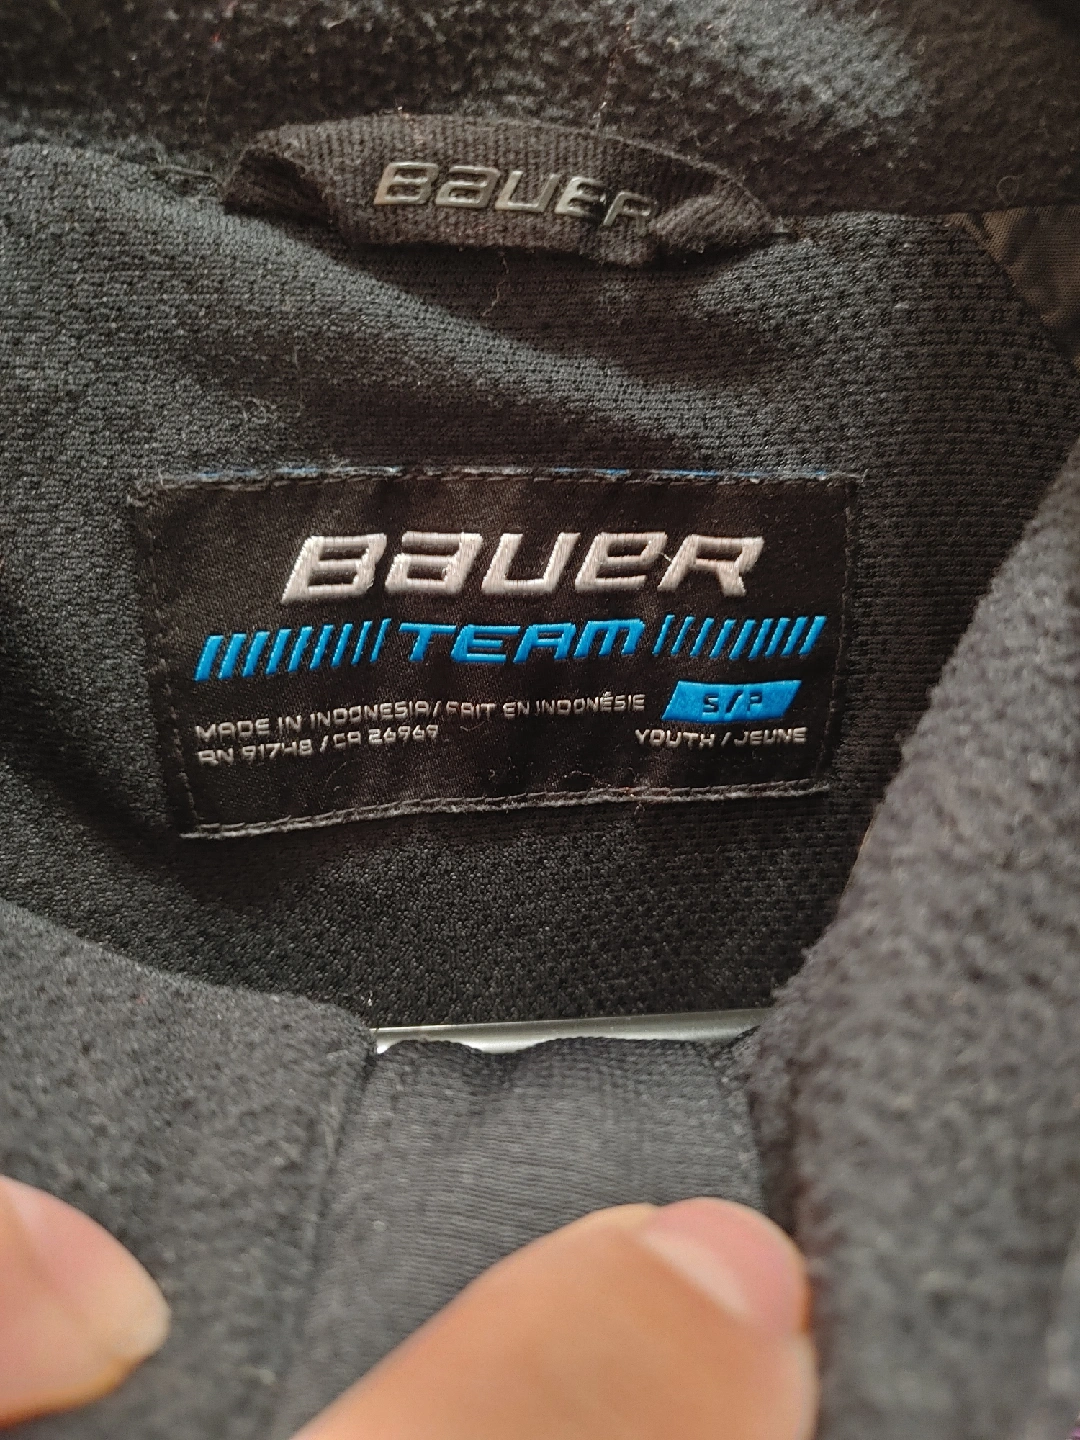 BAUER
BAUER
TEAM
MADE IN INDONESIA / FAIT EN INDONÉSIE
S/P
RN 91748 / CA 26969
YOUTH / JEUNE